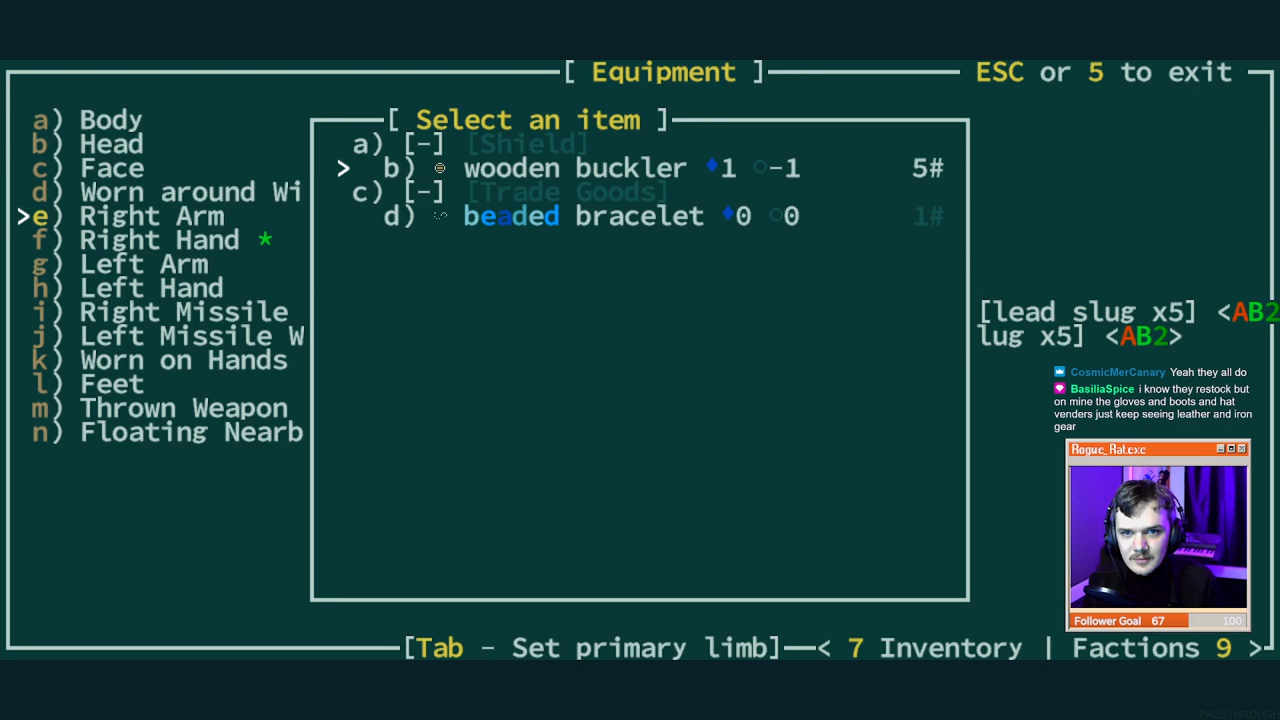 [ Equipment ]
ESC or 5 to exit
a) Body
b) Head
c) Face
d) Worn around Wi
>e) Right Arm
f) Right Hand *
g) Left Arm
h) Left Hand
i) Right Missile
j) Left Missile W
k) Worn on Hands
l) Feet
m) Thrown Weapon
n) Floating Nearb
[ Select an item ]
a) [-] [Shield]
> b) wooden buckler ♦1 ○-1 5#
c) [-] [Trade Goods]
d) beaded bracelet ♦0 ○0 1#
[lead slug x5] <AB2
lug x5] <AB2>
CosmicMerCanary Yeah they all do
BasiliaSpice i know they restock but
on mine the gloves and boots and hat
venders just keep seeing leather and iron
gear
Rogue_Rat.exe
Follower Goal 67 100
[Tab - Set primary limb]
< 7 Inventory | Factions 9 >